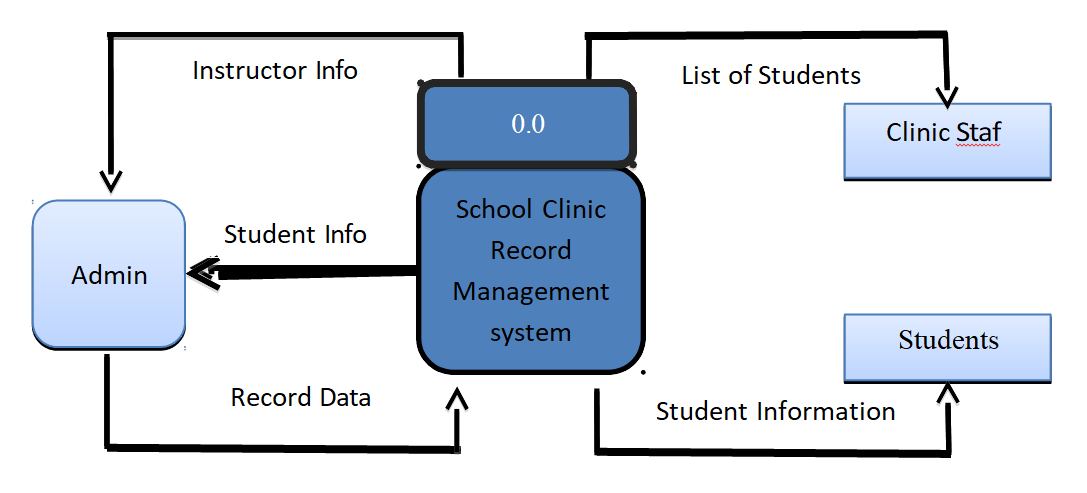 Instructor Info
List of Students
0.0
Clinic Staf
School Clinic
Record
Management
system
Student Info
Admin
Students
Record Data
Student Information